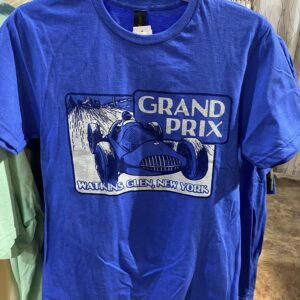 GRAND
PRIX
WATKINS GLEN, NEW YORK